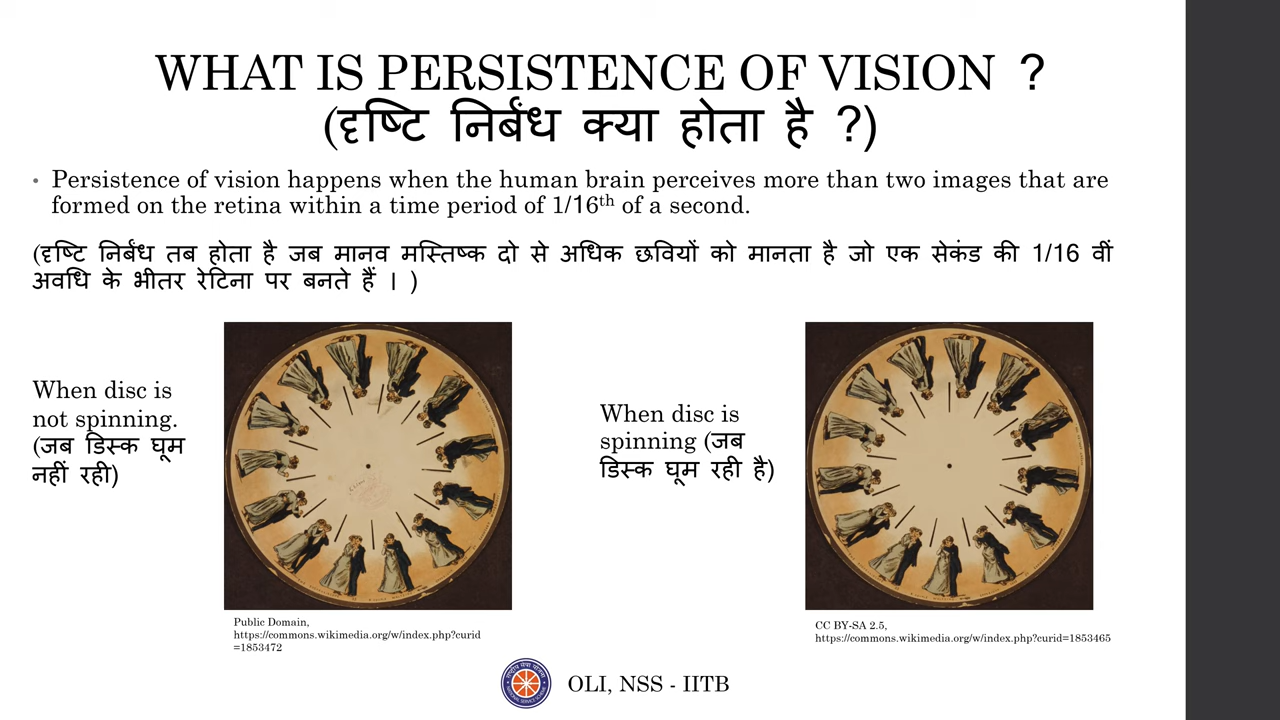 WHAT IS PERSISTENCE OF VISION ?
(दृष्टि निर्बंध क्या होता है ?)
• Persistence of vision happens when the human brain perceives more than two images that are
formed on the retina within a time period of 1/16th of a second.
(दृष्टि निर्बंध तब होता है जब मानव मस्तिष्क दो से अधिक छवियों को मानता है जो एक सेकंड की 1/16 वीं
अवधि के भीतर रेटिना पर बनते हैं । )
When disc is
not spinning.
(जब डिस्क घूम
नहीं रही)
When disc is
spinning (जब
डिस्क घूम रही है)
Public Domain,
https://commons.wikimedia.org/w/index.php?curid
=1853472
CC BY-SA 2.5,
https://commons.wikimedia.org/w/index.php?curid=1853465
OLI, NSS - IITB